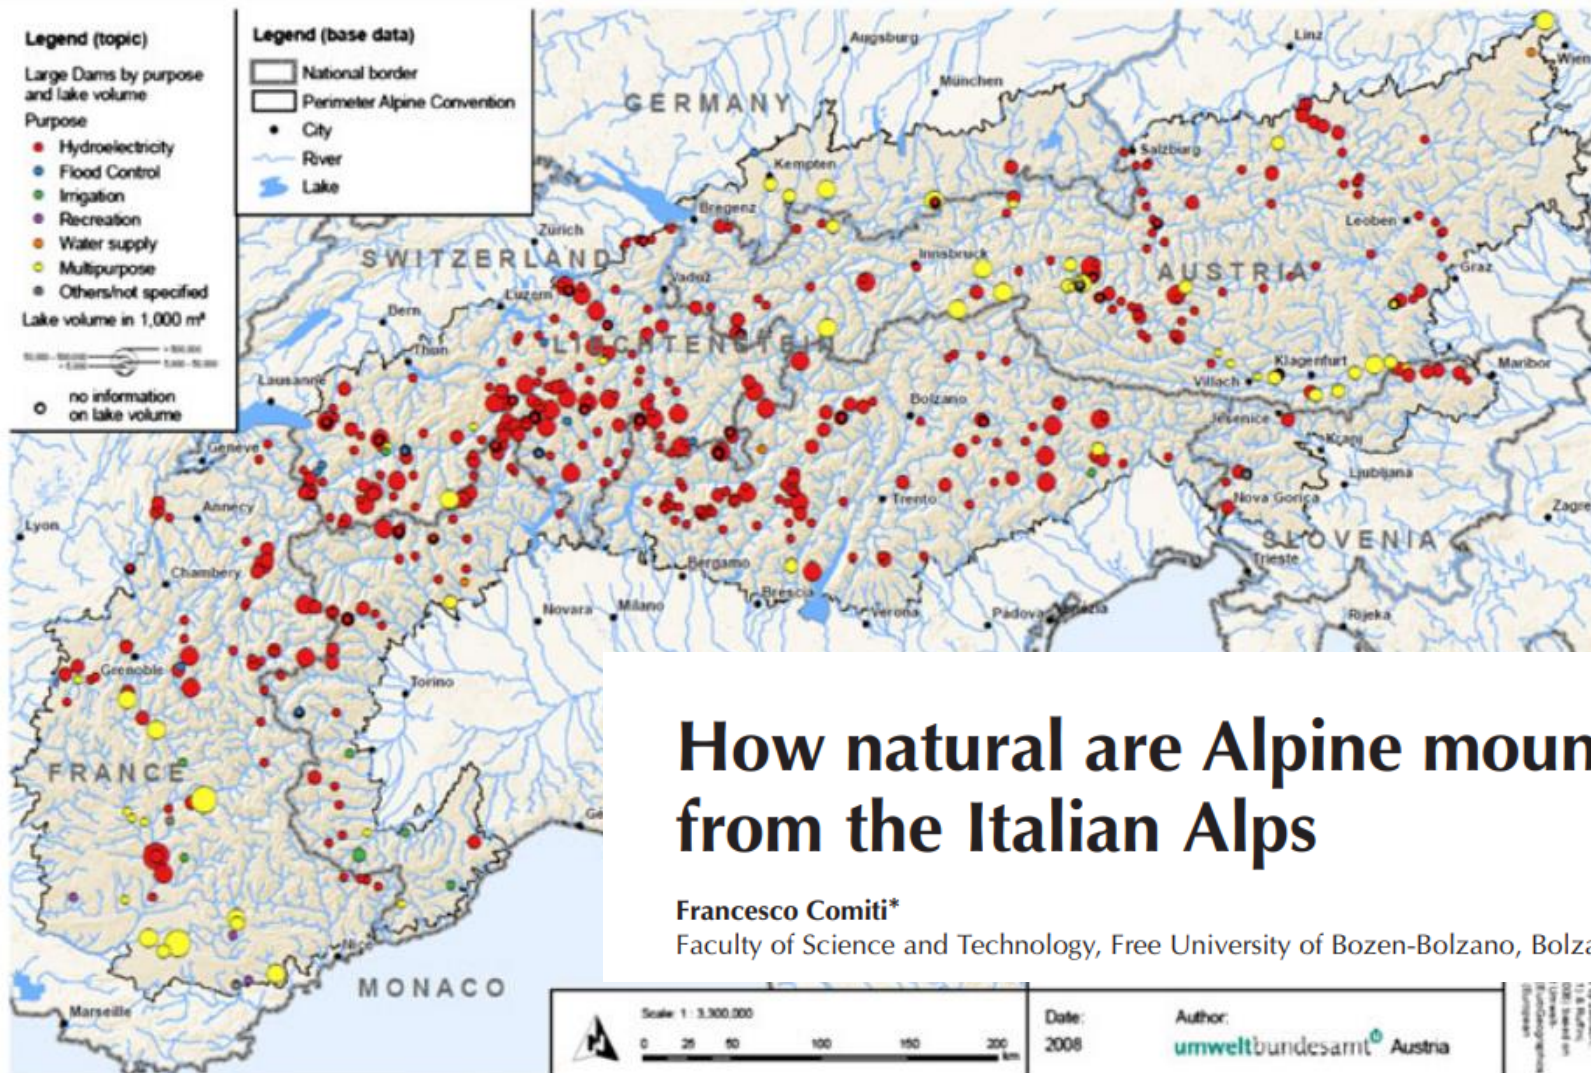 Legend (topic)
Large Dams by purpose
and lake volume
Purpose
Hydroelectricity
Flood Control
Irrigation
Recreation
Water supply
Multipurpose
Others/not specified
Lake volume in 1,000 m³
no information
on lake volume
Legend (base data)
National border
Perimeter Alpine Convention
City
River
Lake
Augsburg
Linz
Wien
München
GERMANY
Salzburg
Kempten
Bregenz
Leoben
Zürich
SWITZERLAND
Innsbruck
AUSTRIA
Graz
Vaduz
Luzern
Bern
LIECHTENSTEIN
Thun
Klagenfurt
Maribor
Villach
Lausanne
Bolzano
Jesenice
Kranj
Geneve
Ljubljana
Trento
Nova Gorica
Annecy
Zagre
Lyon
SLOVENIA
Trieste
Bergamo
Chambery
Brescia
Novara
Milano
Verona
Padova
Venezia
Rijeka
Grenoble
Torino
FRANCE
Ge
How natural are Alpine moun
from the Italian Alps
Francesco Comiti*
Faculty of Science and Technology, Free University of Bozen-Bolzano, Bolza
Nice
MONACO
Marseille
N
Scale: 1 : 3,300,000
0 25 50 100 150 200
km
Date:
2008
Author:
umweltbundesamt Austria